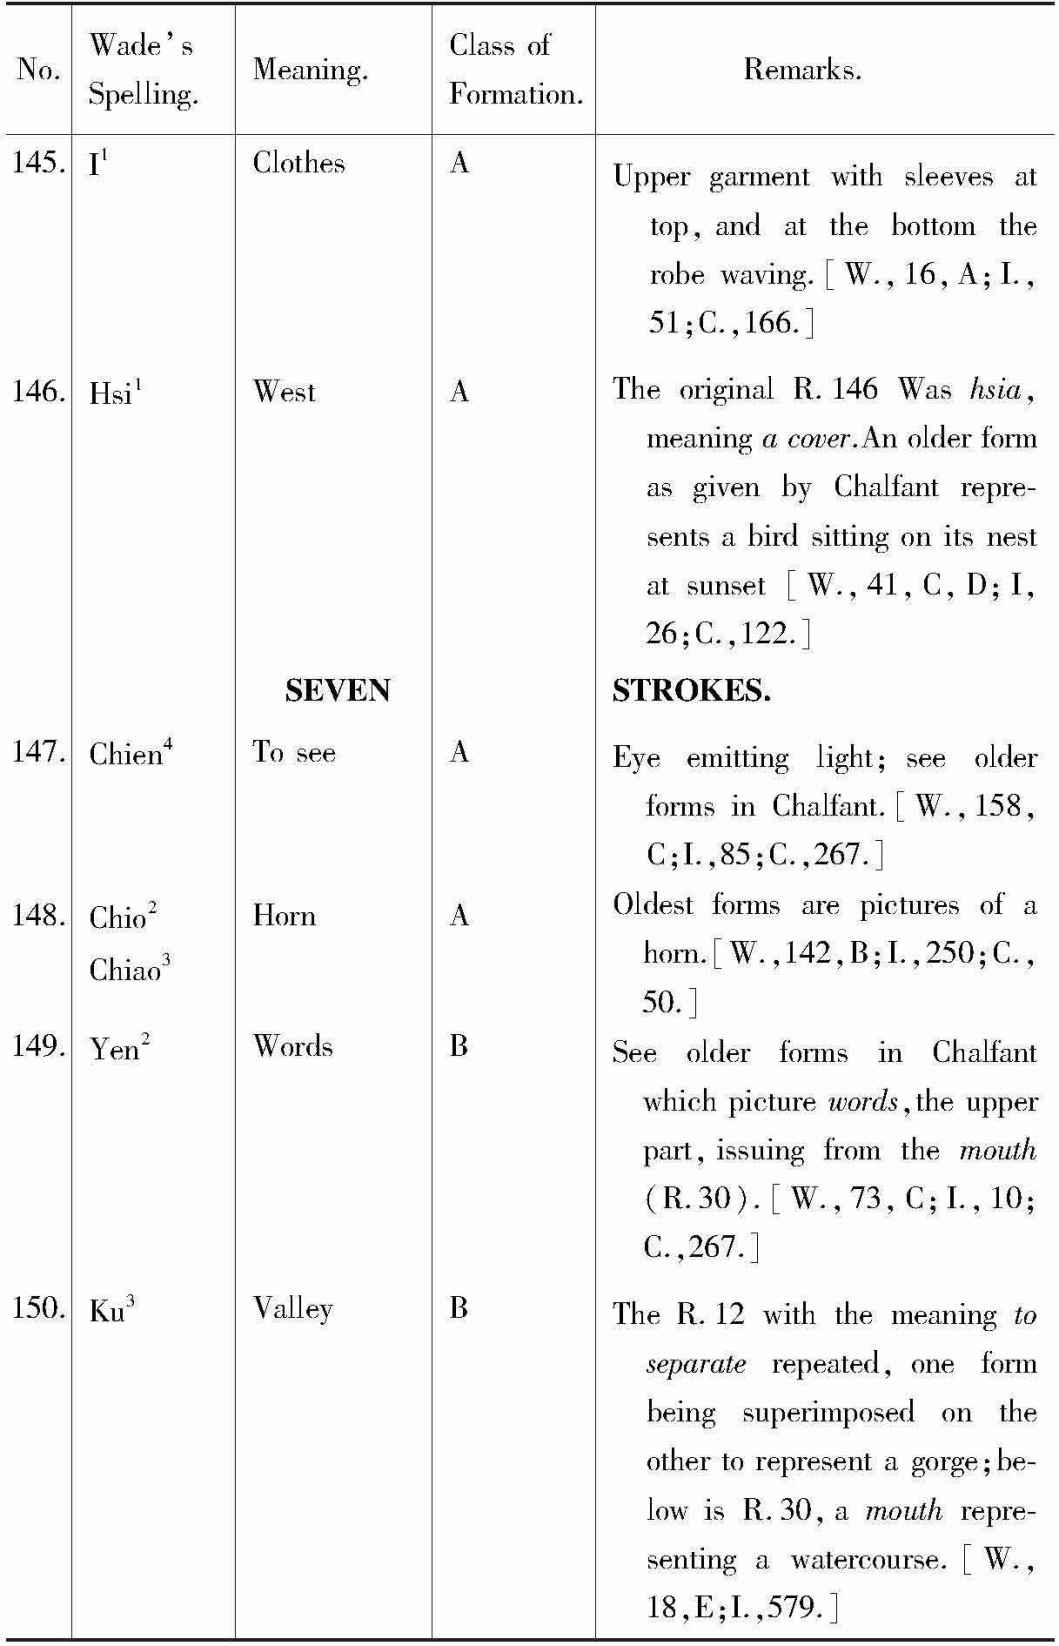 No. Wade's Spelling. Meaning. Class of Formation. Remarks.
145. I¹ Clothes A Upper garment with sleeves at
top, and at the bottom the
robe waving. [ W., 16, A; I.,
51;C.,166.]
146. Hsi¹ West A The original R. 146 Was hsia,
meaning a cover.An older form
as given by Chalfant repre-
sents a bird sitting on its nest
at sunset [ W., 41, C, D; I,
26;C.,122.]
SEVEN STROKES.
147. Chien⁴ To see A Eye emitting light; see older
forms in Chalfant. [ W., 158,
C;I.,85;C.,267.]
148. Chio² Horn A Oldest forms are pictures of a
Chiao³ horn.[ W.,142,B;I.,250;C.,
50.]
149. Yen² Words B See older forms in Chalfant
which picture words,the upper
part, issuing from the mouth
(R.30). [ W., 73, C; I., 10;
C.,267.]
150. Ku³ Valley B The R. 12 with the meaning to
separate repeated, one form
being superimposed on the
other to represent a gorge;be-
low is R. 30, a mouth repre-
senting a watercourse. [ W.,
18,E;I.,579.]